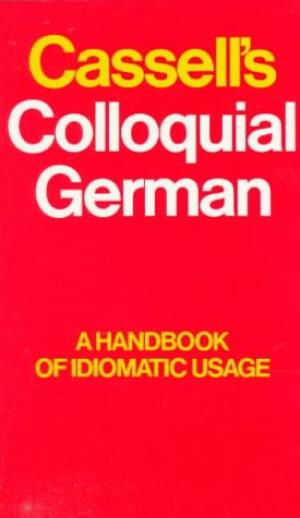 Cassell's
Colloquial
German
A HANDBOOK
OF IDIOMATIC USAGE